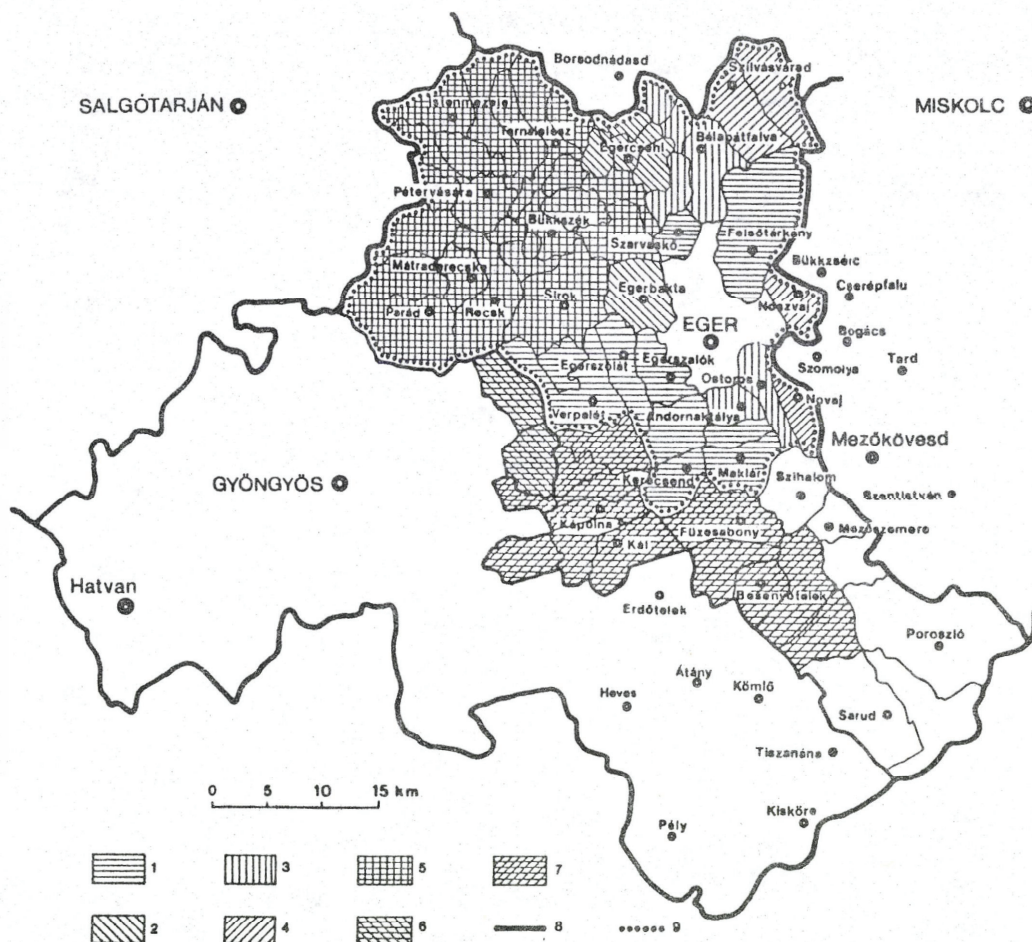 Borsodnádasd
Szilvásvárad
SALGÓTARJÁN
MISKOLC
Istenmezeje
Tarnalelesz
Egercsehi
Bélapátfalva
Pétervására
Bükkszék
Szarvaskő
Felsőtárkány
Bükkzsérc
Mátraderecske
Egerbakta
Noszvaj
Cserépfalu
Parád
Recsk
Sirok
EGER
Bogács
Egerszólát
Egerszalók
Szomolya
Tard
Ostoros
Novaj
Verpelét
Andornaktálya
Mezőkövesd
GYÖNGYÖS
Kerecsend
Maklár
Szihalom
Szentistván
Kápolna
Füzesabony
Mezőszemere
Kál
Hatvan
Erdőtelek
Besenyőtelek
Poroszló
Átány
Heves
Kömlő
Sarud
Tiszanána
0 5 10 15 km
Kisköre
Pély
1 3 5 7
2 4 6 8 9